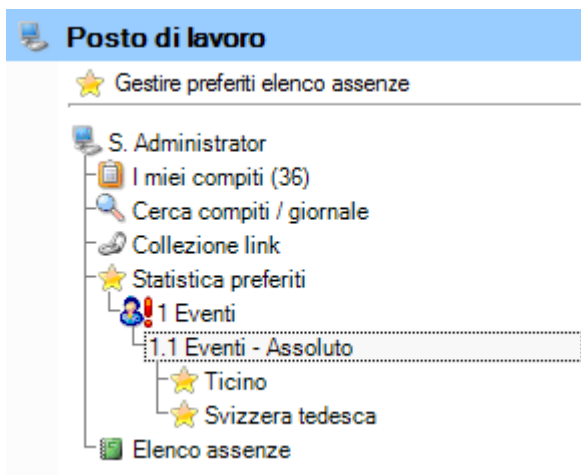 Posto di lavoro
Gestire preferiti elenco assenze
S. Administrator
I miei compiti (36)
Cerca compiti / giornale
Collezione link
Statistica preferiti
1 Eventi
1.1 Eventi - Assoluto
Ticino
Svizzera tedesca
Elenco assenze